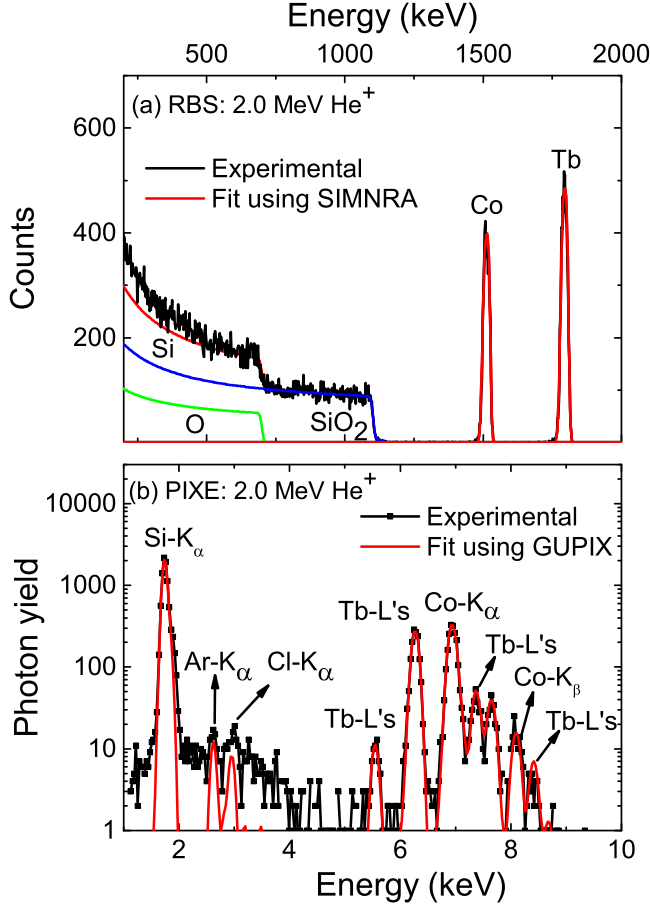 Energy (keV)
500 1000 1500 2000
(a) RBS: 2.0 MeV He⁺
600
Tb
Experimental
Fit using SIMNRA
Co
400
Counts
200
Si
SiO₂
O
(b) PIXE: 2.0 MeV He⁺
10000
Experimental
Si-Kα
Fit using GUPIX
1000
Tb-L's
Co-Kα
Photon yield
Tb-L's
100
Ar-Kα
Cl-Kα
Co-Kβ
Tb-L's
Tb-L's
10
1
2 4 6 8 10
Energy (keV)